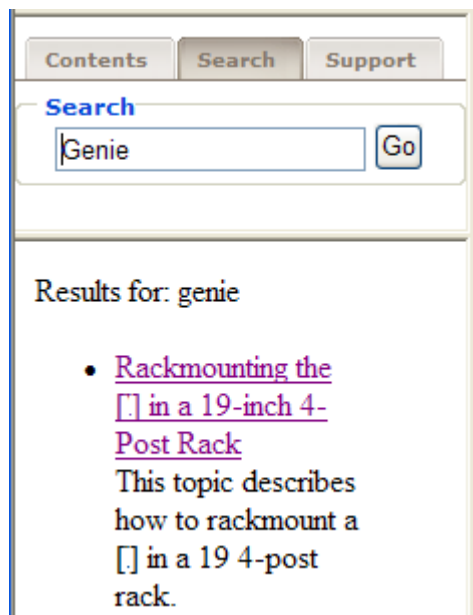 Contents Search Support
Search
Genie Go
Results for: genie
• Rackmounting the
[.] in a 19-inch 4-
Post Rack
This topic describes
how to rackmount a
[.] in a 19 4-post
rack.